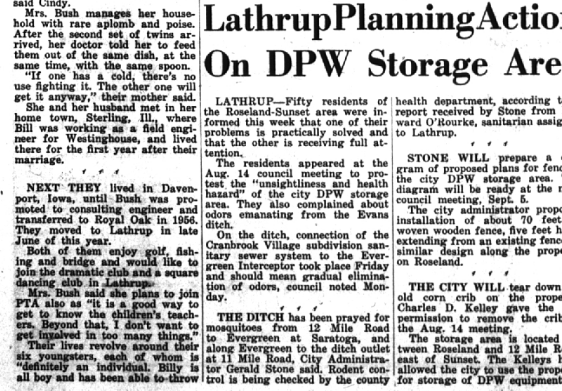 said Cindy.
Mrs. Bush manages her house-
hold with rare aplomb and poise.
After the second set of twins ar-
rived, her doctor told her to feed
them out of the same dish, at the
same time, with the same spoon.
"If one has a cold, there's no
use fighting it. The other one will
get it anyway," their mother said.
She and her husband met in her
home town, Sterling, Ill., where
Bill was working as a field engi-
neer for Westinghouse, and lived
there for the first year after their
marriage.
NEXT THEY lived in Daven-
port, Iowa, until Bush was pro-
moted to consulting engineer and
transferred to Royal Oak in 1956.
They moved to Lathrup in late
June of this year.
Both of them enjoy golf, fish-
ing and bridge and would like to
join the dramatic club and a square
dancing club in Lathrup.
Mrs. Bush said she plans to join
PTA also as "it is a good way to
get to know the children's teach-
ers. Beyond that, I don't want to
get involved in too many things."
Their lives revolve around their
six youngsters, each of whom is
"definitely an individual. Billy is
all boy and has been able to throw
Lathrup Planning Actio
On DPW Storage Are
LATHRUP—Fifty residents of
the Roseland-Sunset area were in-
formed this week that one of their
problems is practically solved and
that the other is receiving full at-
tention.
The residents appeared at the
Aug. 14 council meeting to pro-
test the "unsightliness and health
hazard" of the city DPW storage
area. They also complained about
odors emanating from the Evans
ditch.
On the ditch, connection of the
Cranbrook Village subdivision sani-
tary sewer system to the Ever-
green Interceptor took place Friday
and should mean gradual elimina-
tion of odors, council noted Mon-
day.
THE DITCH has been prayed for
mosquitoes from 12 Mile Road
to Evergreen at Saratoga, and
along Evergreen to the ditch outlet
at 11 Mile Road, City Administra-
tor Gerald Stone said. Rodent con-
trol is being checked by the county
health department, according t
report received by Stone from
ward O'Rourke, sanitarian assig
to Lathrup.
STONE WILL prepare a
gram of proposed plans for fenc
the city DPW storage area.
diagram will be ready at the
council meeting, Sept. 5.
The city administrator propo
installation of about 70 feet
woven wooden fence, five feet h
extending from an existing fence
similar design along the prope
on Roseland.
THE CITY WILL tear down
old corn crib on the prope
Charles D. Kelley gave the
permission to remove the crib
the Aug. 14 meeting.
The storage area is located
tween Roseland and 12 Mile R
east of Sunset. The Kelleys h
allowed the city to use the prope
for storage of DPW equipment